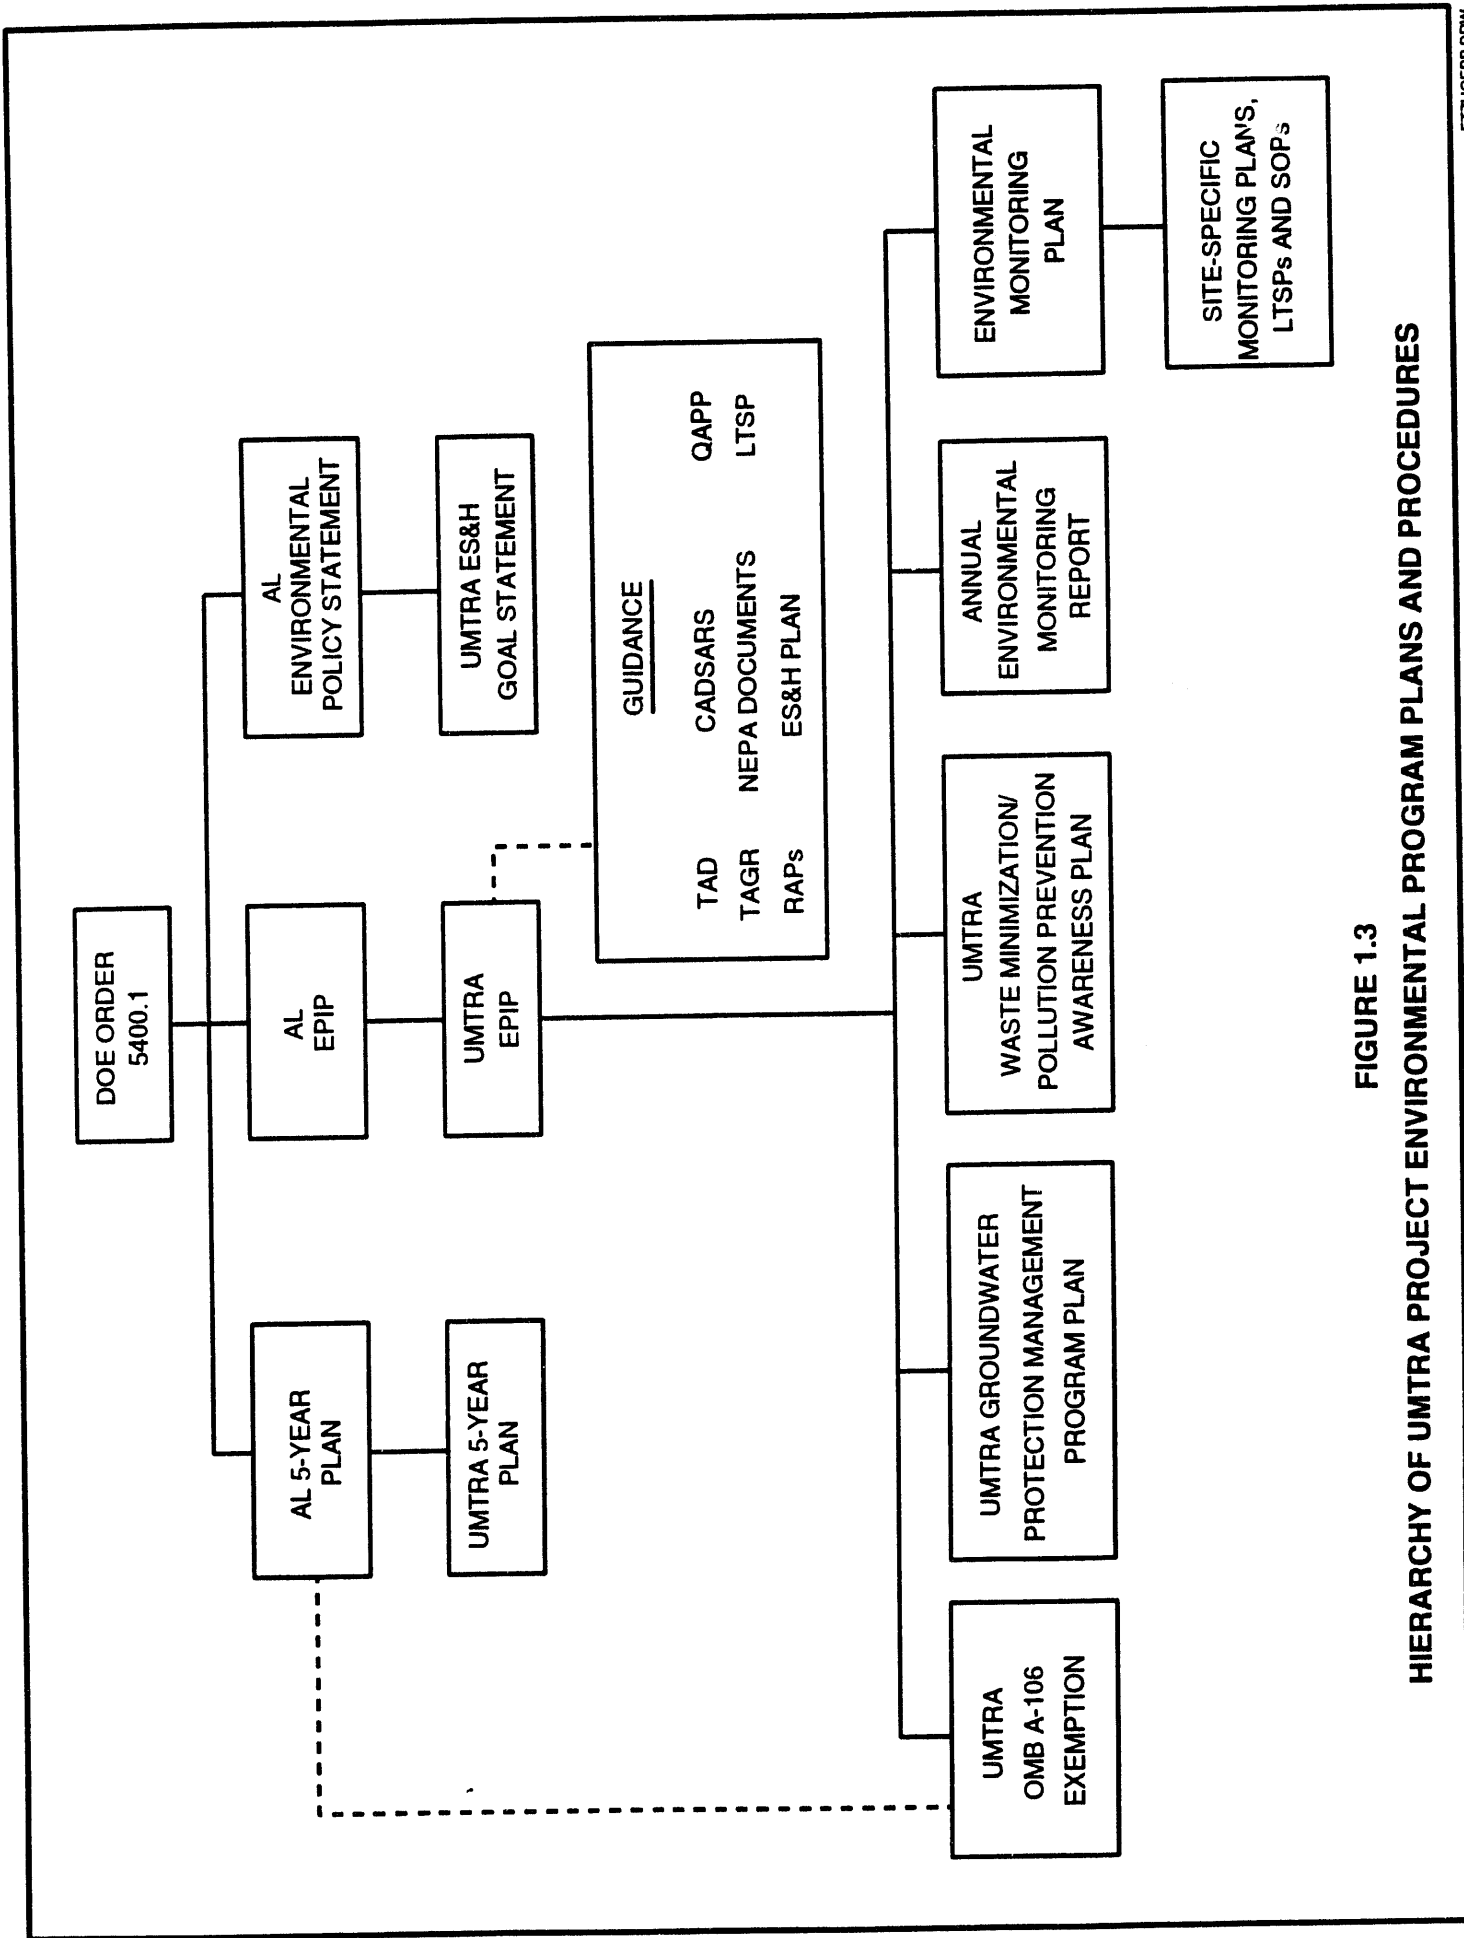 DOE ORDER
5400.1
AL 5-YEAR
PLAN
AL
EPIP
AL
ENVIRONMENTAL
POLICY STATEMENT
UMTRA 5-YEAR
PLAN
UMTRA
EPIP
UMTRA ES&H
GOAL STATEMENT
GUIDANCE
TAD CADSARS QAPP
TAGR NEPA DOCUMENTS LTSP
RAPs ES&H PLAN
UMTRA
OMB A-106
EXEMPTION
UMTRA GROUNDWATER
PROTECTION MANAGEMENT
PROGRAM PLAN
UMTRA
WASTE MINIMIZATION/
POLLUTION PREVENTION
AWARENESS PLAN
ANNUAL
ENVIRONMENTAL
MONITORING
REPORT
ENVIRONMENTAL
MONITORING
PLAN
SITE-SPECIFIC
MONITORING PLANS,
LTSPs AND SOPs
FIGURE 1.3
HIERARCHY OF UMTRA PROJECT ENVIRONMENTAL PROGRAM PLANS AND PROCEDURES